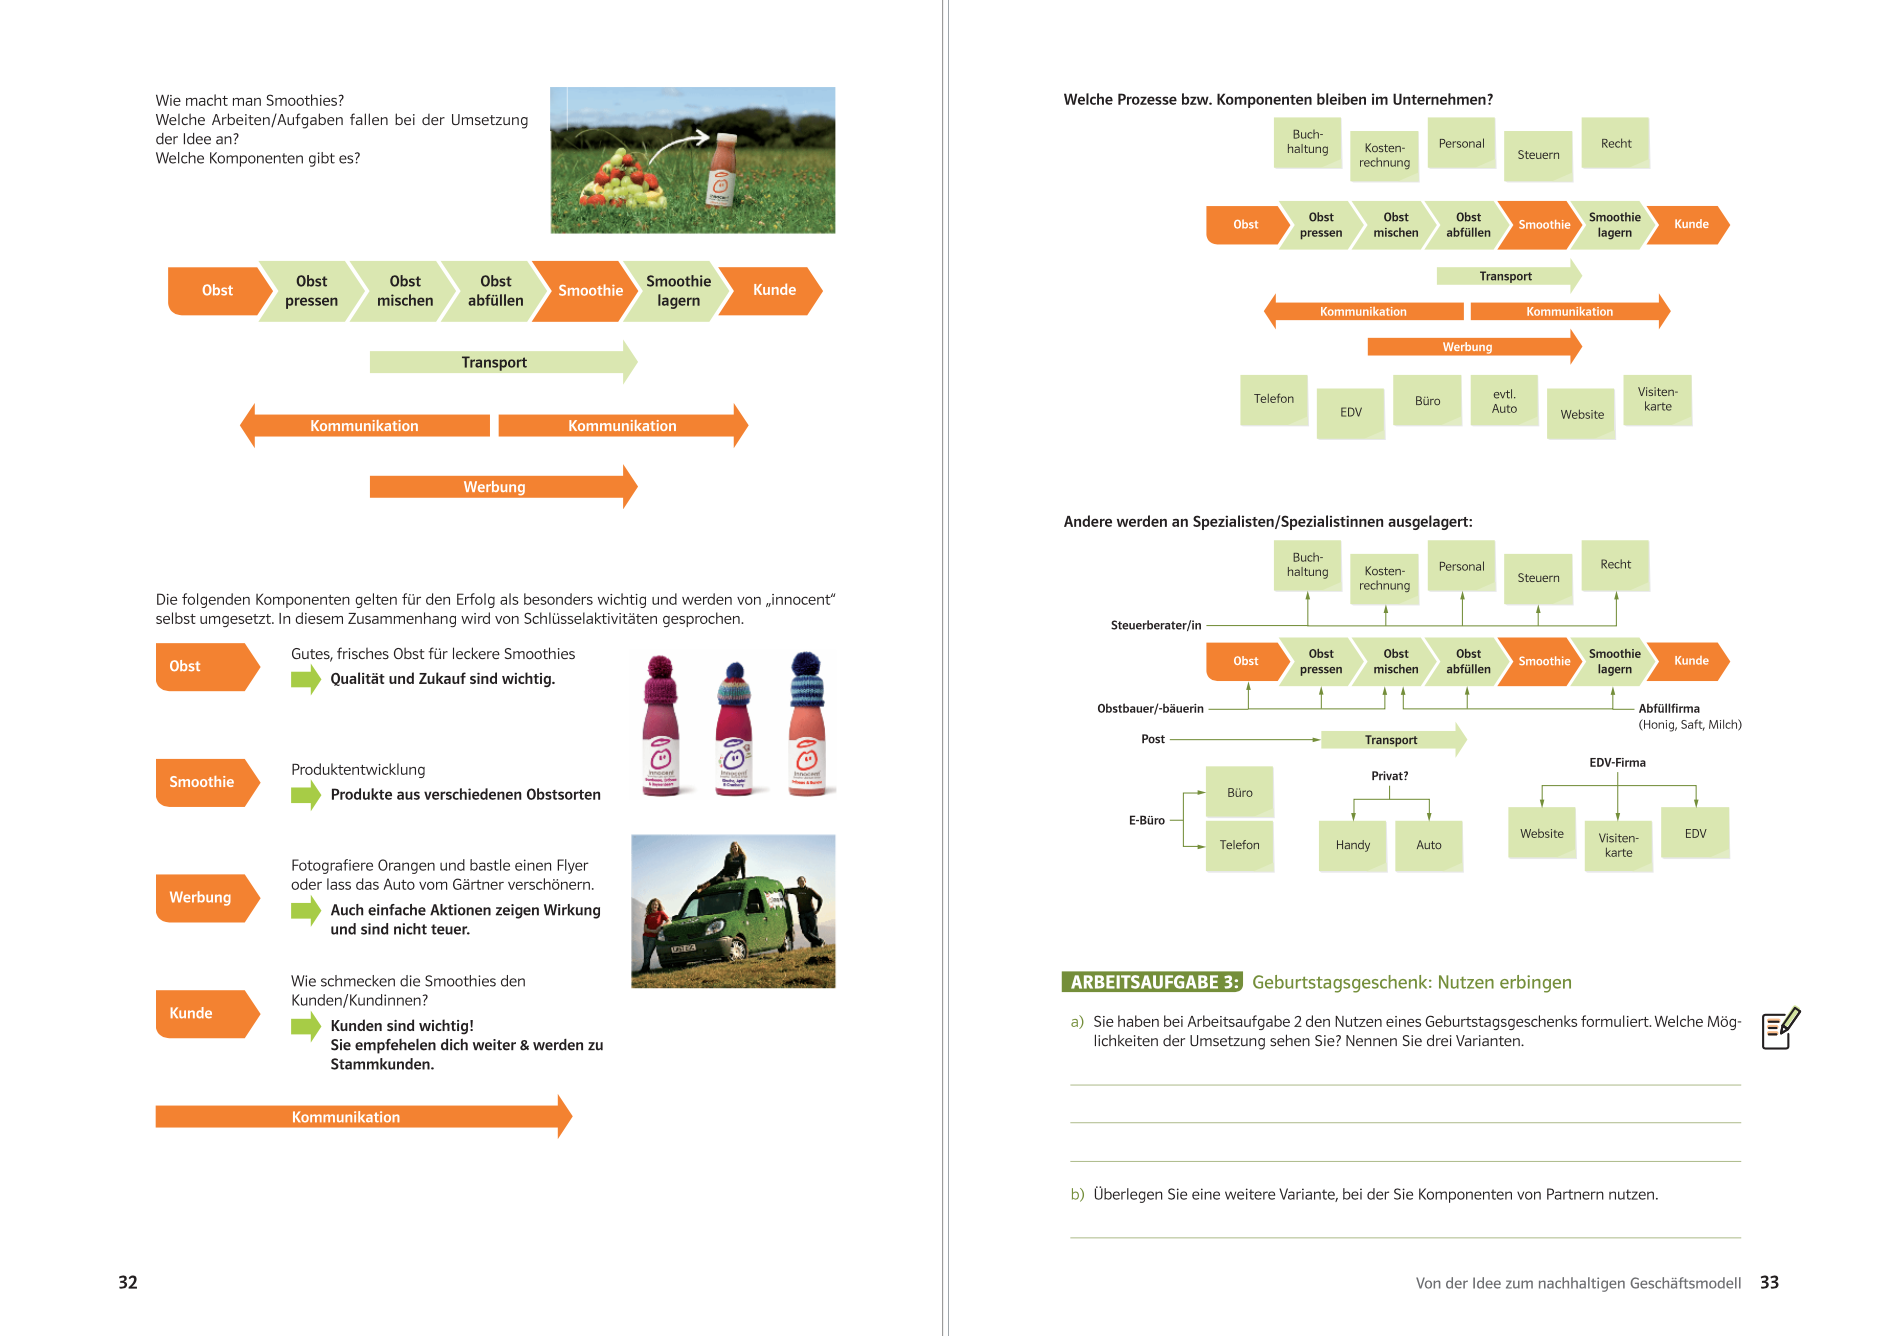 Wie macht man Smoothies?
Welche Arbeiten/Aufgaben fallen bei der Umsetzung
der Idee an?
Welche Komponenten gibt es?
innocent
Obst
Obst
pressen
Obst
mischen
Obst
abfüllen
Smoothie
Smoothie
lagern
Kunde
Transport
Kommunikation
Kommunikation
Werbung
Die folgenden Komponenten gelten für den Erfolg als besonders wichtig und werden von „innocent“
selbst umgesetzt. In diesem Zusammenhang wird von Schlüsselaktivitäten gesprochen.
Obst
Gutes, frisches Obst für leckere Smoothies
Qualität und Zukauf sind wichtig.
innocent
innocent
innocent
Smoothie
Produktentwicklung
Produkte aus verschiedenen Obstsorten
Werbung
Fotografiere Orangen und bastle einen Flyer
oder lass das Auto vom Gärtner verschönern.
Auch einfache Aktionen zeigen Wirkung
und sind nicht teuer.
Kunde
Wie schmecken die Smoothies den
Kunden/Kundinnen?
Kunden sind wichtig!
Sie empfehelen dich weiter & werden zu
Stammkunden.
Kommunikation
32
Welche Prozesse bzw. Komponenten bleiben im Unternehmen?
Buch-
haltung
Kosten-
rechnung
Personal
Steuern
Recht
Obst
Obst
pressen
Obst
mischen
Obst
abfüllen
Smoothie
Smoothie
lagern
Kunde
Transport
Kommunikation
Kommunikation
Werbung
Telefon
EDV
Büro
evtl.
Auto
Website
Visiten-
karte
Andere werden an Spezialisten/Spezialistinnen ausgelagert:
Buch-
haltung
Kosten-
rechnung
Personal
Steuern
Recht
Steuerberater/in
Obst
Obst
pressen
Obst
mischen
Obst
abfüllen
Smoothie
Smoothie
lagern
Kunde
Obstbauer/-bäuerin
Abfüllfirma
(Honig, Saft, Milch)
Post
Transport
E-Büro
Büro
Telefon
Privat?
Handy
Auto
EDV-Firma
Website
Visiten-
karte
EDV
ARBEITSAUFGABE 3: Geburtstagsgeschenk: Nutzen erbingen
a) Sie haben bei Arbeitsaufgabe 2 den Nutzen eines Geburtstagsgeschenks formuliert. Welche Mög-
lichkeiten der Umsetzung sehen Sie? Nennen Sie drei Varianten.
b) Überlegen Sie eine weitere Variante, bei der Sie Komponenten von Partnern nutzen.
Von der Idee zum nachhaltigen Geschäftsmodell 33